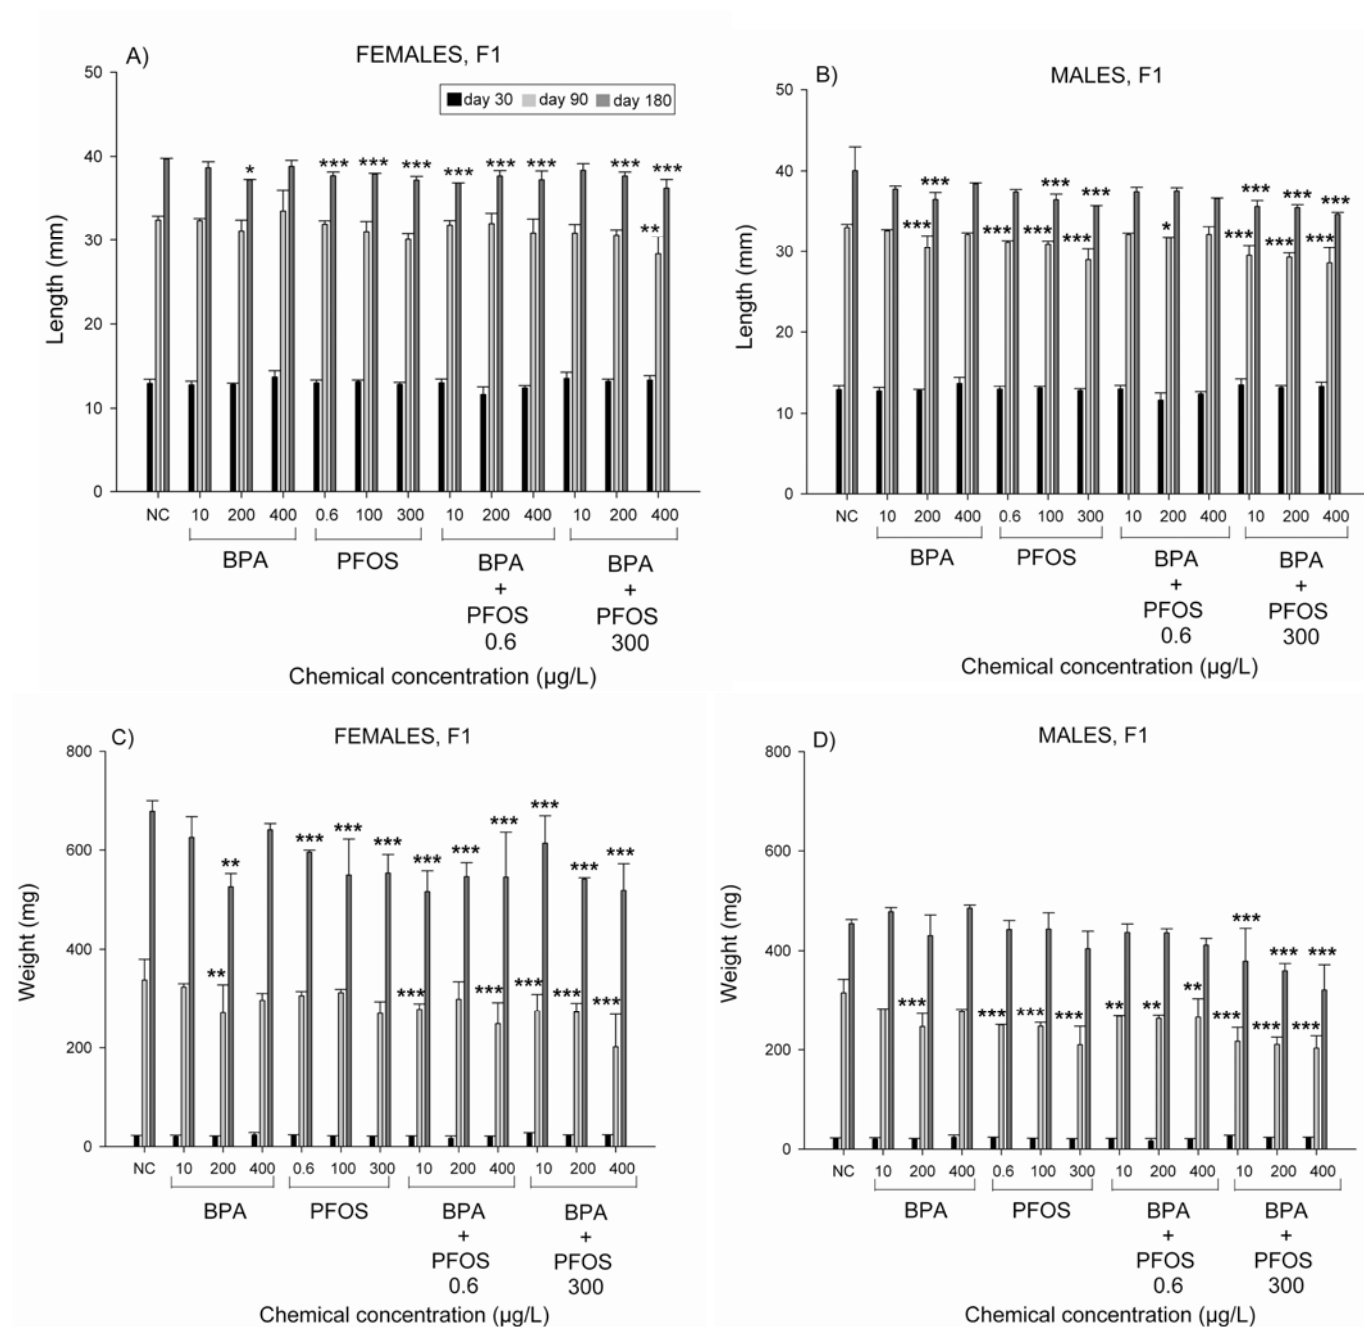 A)
FEMALES, F1
day 30 day 90 day 180
50
40
30
20
10
0
Length (mm)
* *** *** *** *** *** *** *** ***
**
NC 10 200 400 0.6 100 300 10 200 400 10 200 400
BPA PFOS BPA BPA
+ +
PFOS PFOS
0.6 300
Chemical concentration (µg/L)
B)
MALES, F1
50
40
30
20
10
0
Length (mm)
*** *** *** *** *** ***
*** *** *** *** * *** *** ***
NC 10 200 400 0.6 100 300 10 200 400 10 200 400
BPA PFOS BPA BPA
+ +
PFOS PFOS
0.6 300
Chemical concentration (µg/L)
C)
FEMALES, F1
800
600
400
200
0
Weight (mg)
** *** *** *** *** *** *** *** *** ***
** *** *** *** *** ***
NC 10 200 400 0.6 100 300 10 200 400 10 200 400
BPA PFOS BPA BPA
+ +
PFOS PFOS
0.6 300
Chemical concentration (µg/L)
D)
MALES, F1
800
600
400
200
0
Weight (mg)
*** *** ***
*** *** *** *** ** ** ** *** *** ***
NC 10 200 400 0.6 100 300 10 200 400 10 200 400
BPA PFOS BPA BPA
+ +
PFOS PFOS
0.6 300
Chemical concentration (µg/L)